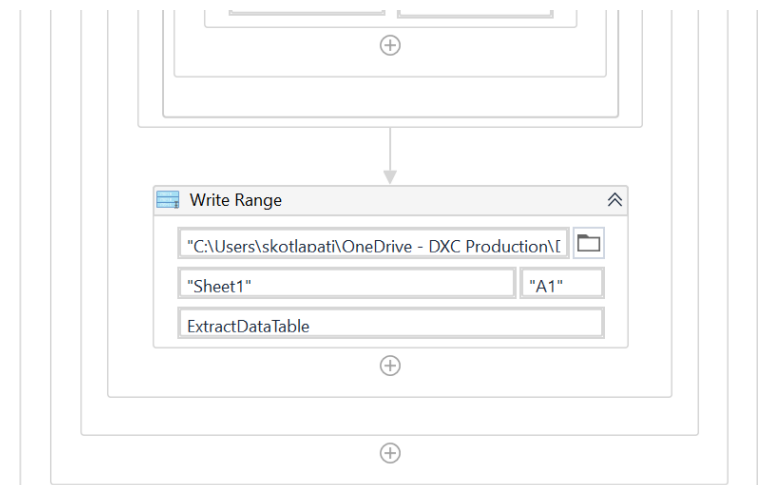 Write Range
"C:\Users\skotlapati\OneDrive - DXC Production\[
"Sheet1" "A1"
ExtractDataTable